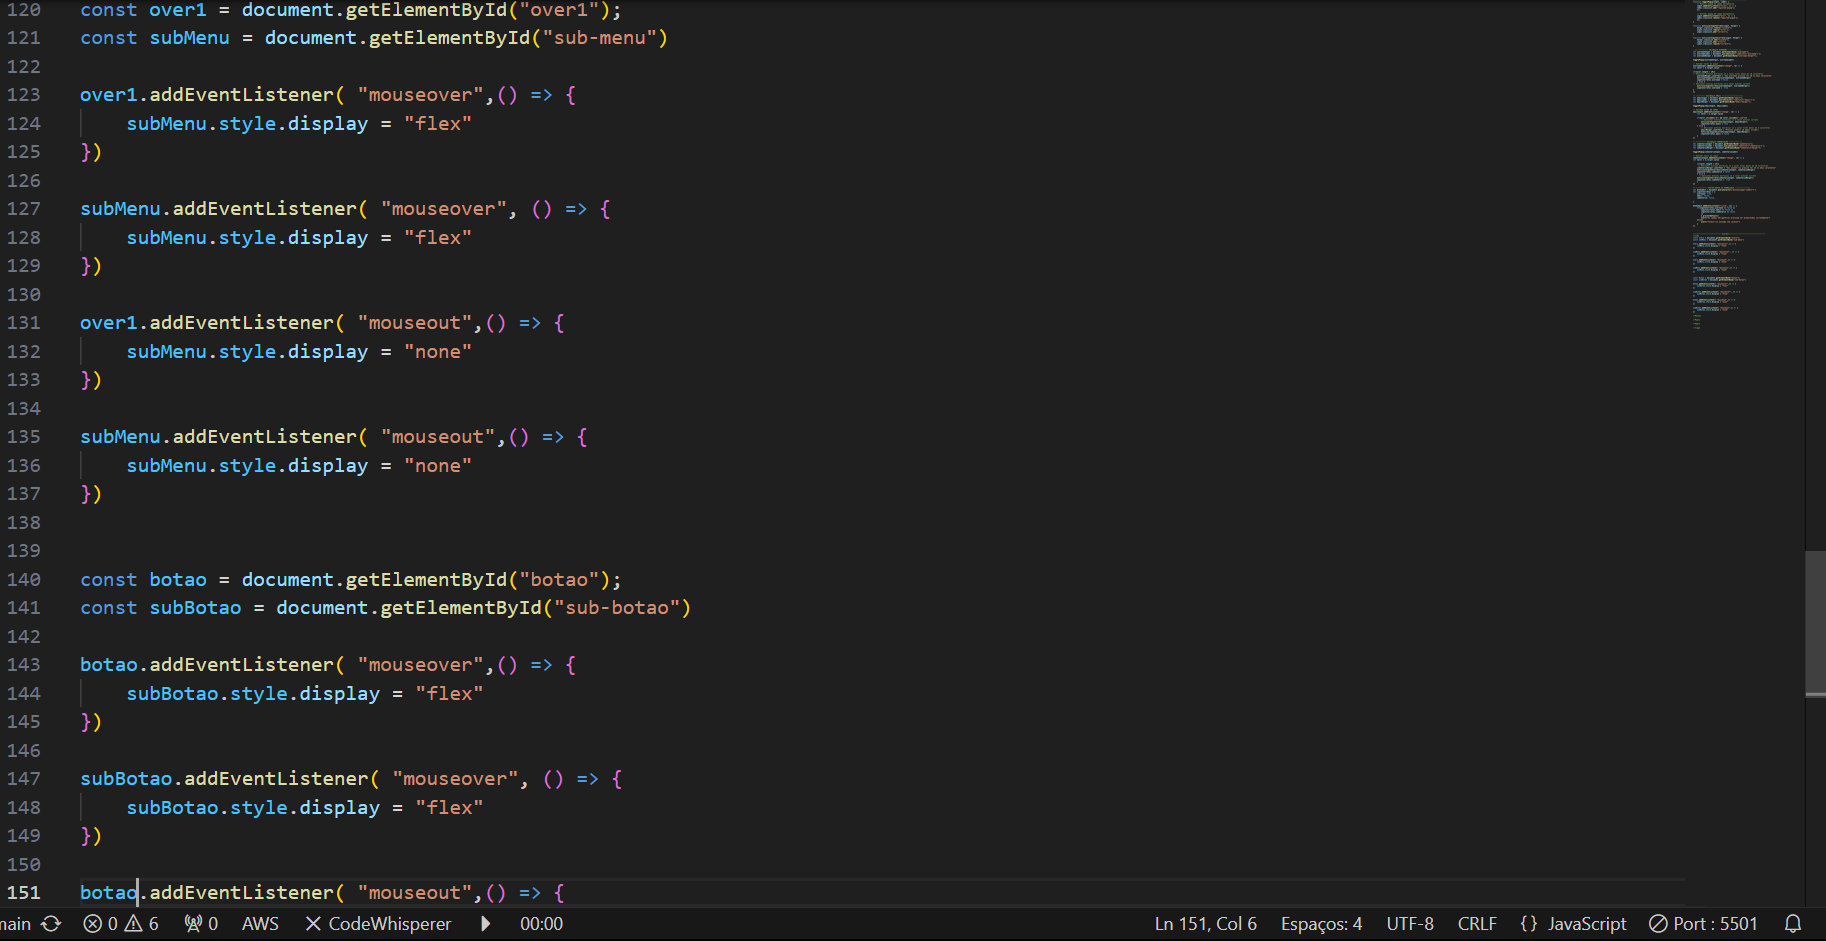 120 const over1 = document.getElementById("over1");
121 const subMenu = document.getElementById("sub-menu")
122
123 over1.addEventListener( "mouseover",() => {
124     subMenu.style.display = "flex"
125 })
126
127 subMenu.addEventListener( "mouseover", () => {
128     subMenu.style.display = "flex"
129 })
130
131 over1.addEventListener( "mouseout",() => {
132     subMenu.style.display = "none"
133 })
134
135 subMenu.addEventListener( "mouseout",() => {
136     subMenu.style.display = "none"
137 })
138
139
140 const botao = document.getElementById("botao");
141 const subBotao = document.getElementById("sub-botao")
142
143 botao.addEventListener( "mouseover",() => {
144     subBotao.style.display = "flex"
145 })
146
147 subBotao.addEventListener( "mouseover", () => {
148     subBotao.style.display = "flex"
149 })
150
151 botao.addEventListener( "mouseout",() => {
main 0 6 0 AWS CodeWhisperer 00:00 Ln 151, Col 6 Espaços: 4 UTF-8 CRLF {} JavaScript Port : 5501